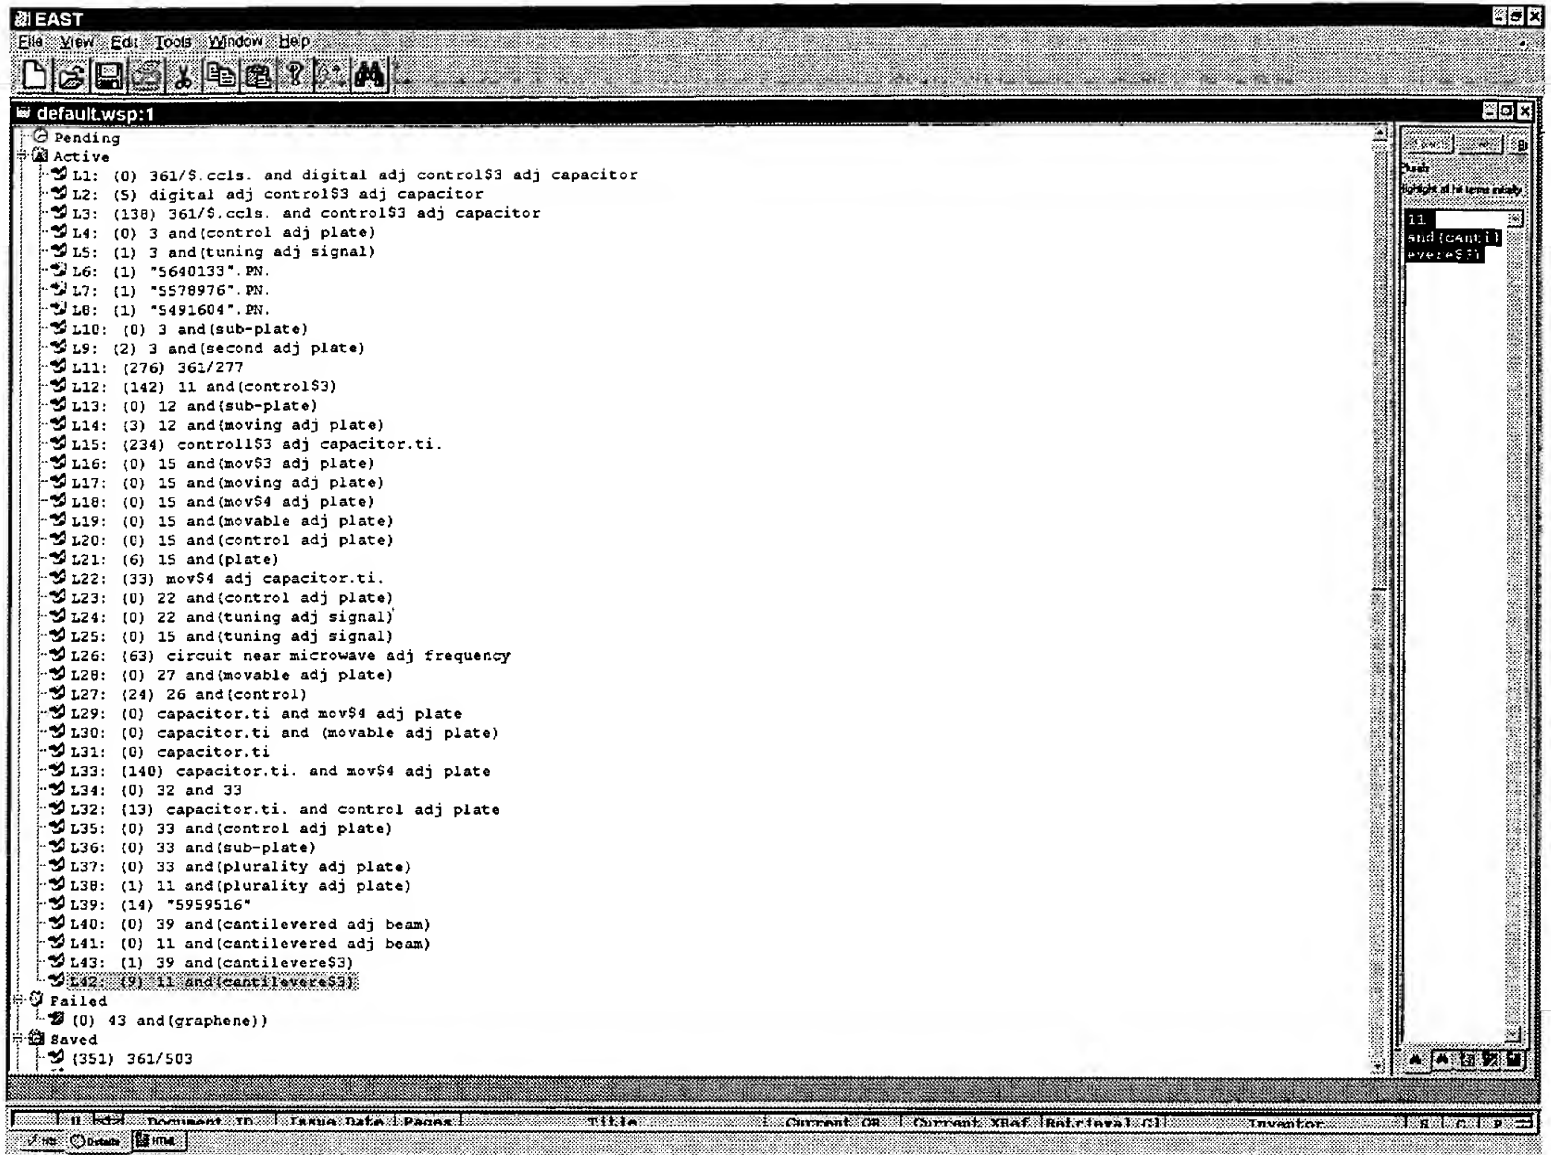 EAST
File View Edit Tools Window Help
default.wsp:1
Pending
Active
L1: (0) 361/$.ccls. and digital adj control$3 adj capacitor
L2: (5) digital adj control$3 adj capacitor
L3: (138) 361/$.ccls. and control$3 adj capacitor
L4: (0) 3 and(control adj plate)
L5: (1) 3 and(tuning adj signal)
L6: (1) "5640133".PN.
L7: (1) "5578976".PN.
L8: (1) "5491604".PN.
L10: (0) 3 and(sub-plate)
L9: (2) 3 and(second adj plate)
L11: (276) 361/277
L12: (142) 11 and(control$3)
L13: (0) 12 and(sub-plate)
L14: (3) 12 and(moving adj plate)
L15: (234) controll$3 adj capacitor.ti.
L16: (0) 15 and(mov$3 adj plate)
L17: (0) 15 and(moving adj plate)
L18: (0) 15 and(mov$4 adj plate)
L19: (0) 15 and(movable adj plate)
L20: (0) 15 and(control adj plate)
L21: (6) 15 and(plate)
L22: (33) mov$4 adj capacitor.ti.
L23: (0) 22 and(control adj plate)
L24: (0) 22 and(tuning adj signal)
L25: (0) 15 and(tuning adj signal)
L26: (63) circuit near microwave adj frequency
L28: (0) 27 and(movable adj plate)
L27: (24) 26 and(control)
L29: (0) capacitor.ti and mov$4 adj plate
L30: (0) capacitor.ti and (movable adj plate)
L31: (0) capacitor.ti
L33: (140) capacitor.ti. and mov$4 adj plate
L34: (0) 32 and 33
L32: (13) capacitor.ti. and control adj plate
L35: (0) 33 and(control adj plate)
L36: (0) 33 and(sub-plate)
L37: (0) 33 and(plurality adj plate)
L38: (1) 11 and(plurality adj plate)
L39: (14) "5959516"
L40: (0) 39 and(cantilevered adj beam)
L41: (0) 11 and(cantilevered adj beam)
L43: (1) 39 and(cantilevere$3)
L42: (9) 11 and(cantilevere$3)
Failed
(0) 43 and(graphene))
Saved
(351) 361/503
Highlight all hit terms initially
11
and(cantil
evere$3)
U Document ID Issue Date Pages Title Current OR Current XRef Retrieval Cl Inventor S C P
Hits Details HTML